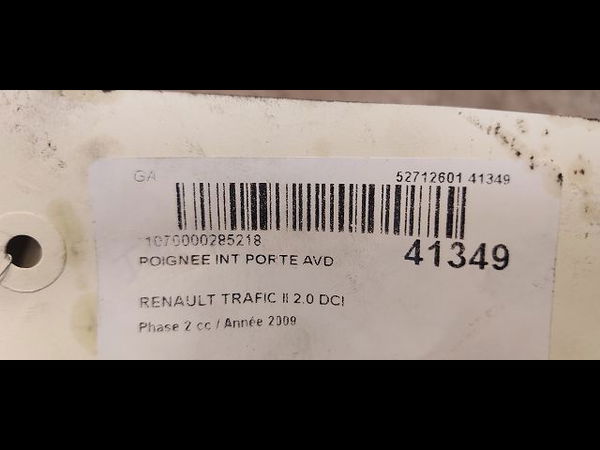 GA 52712601 41349
1070000285218
POIGNEE INT PORTE AVD 41349
RENAULT TRAFIC II 2.0 DCI
Phase 2 cc / Année 2009